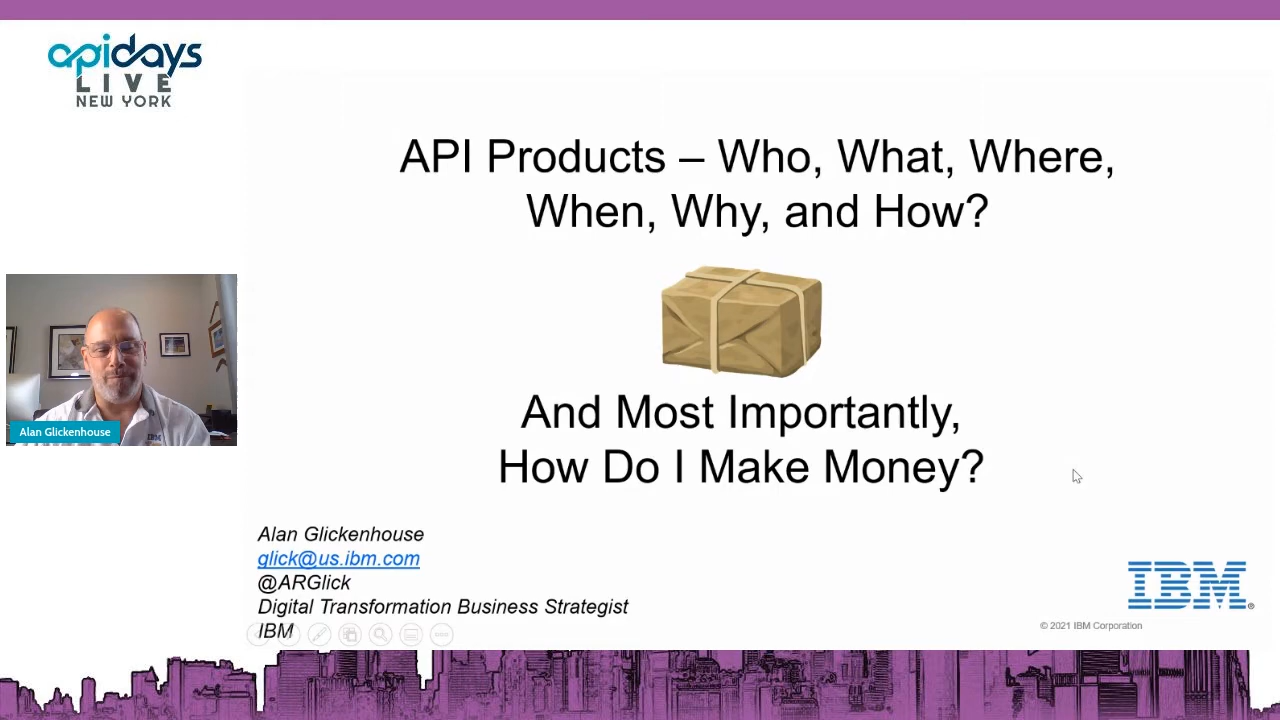 apidays
LIVE
NEW YORK
API Products – Who, What, Where,
When, Why, and How?
And Most Importantly,
How Do I Make Money?
IBM
Alan Glickenhouse
Alan Glickenhouse
glick@us.ibm.com
@ARGlick
Digital Transformation Business Strategist
IBM
IBM®
© 2021 IBM Corporation